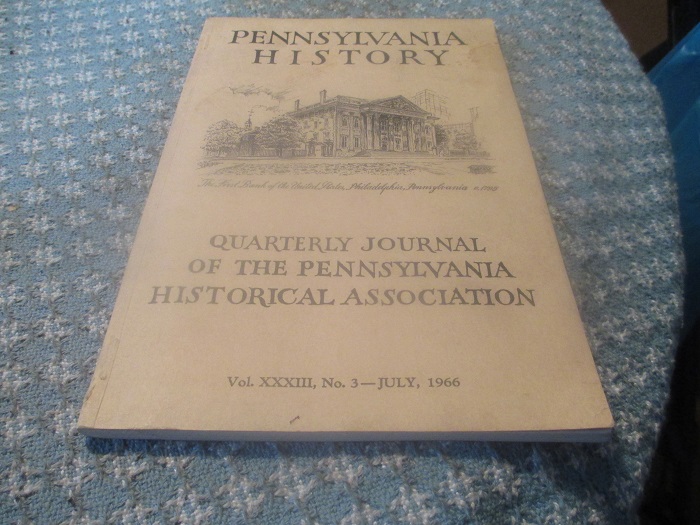 PENNSYLVANIA
HISTORY
The First Bank of the United States, Philadelphia, Pennsylvania
QUARTERLY JOURNAL
OF THE PENNSYLVANIA
HISTORICAL ASSOCIATION
Vol. XXXIII, No. 3—JULY, 1966